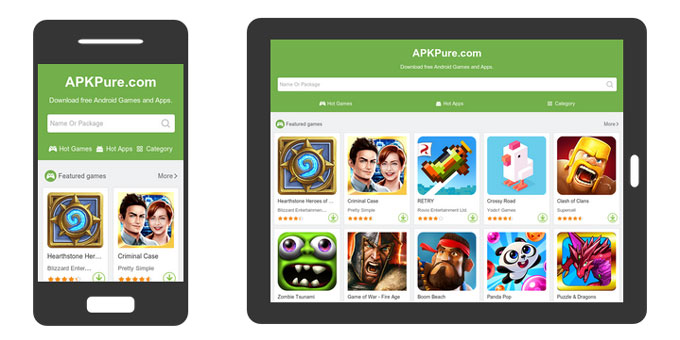 APKPure.com
Download free Android Games and Apps.
Name Or Package
Hot Games Hot Apps Category
Featured games More
Hearthstone Her... Criminal Case
Blizzard Enter... Pretty Simple
APKPure.com
Download free Android Games and Apps.
Name Or Package
Hot Games Hot Apps Category
Featured games More
Hearthstone Heroes of ... Criminal Case RETRY Crossy Road Clash of Clans
Blizzard Entertainmen... Pretty Simple Rovio Entertainment Ltd Yodo1 Games Supercell
Zombie Tsunami Game of War - Fire Age Boom Beach Panda Pop Puzzle & Dragons